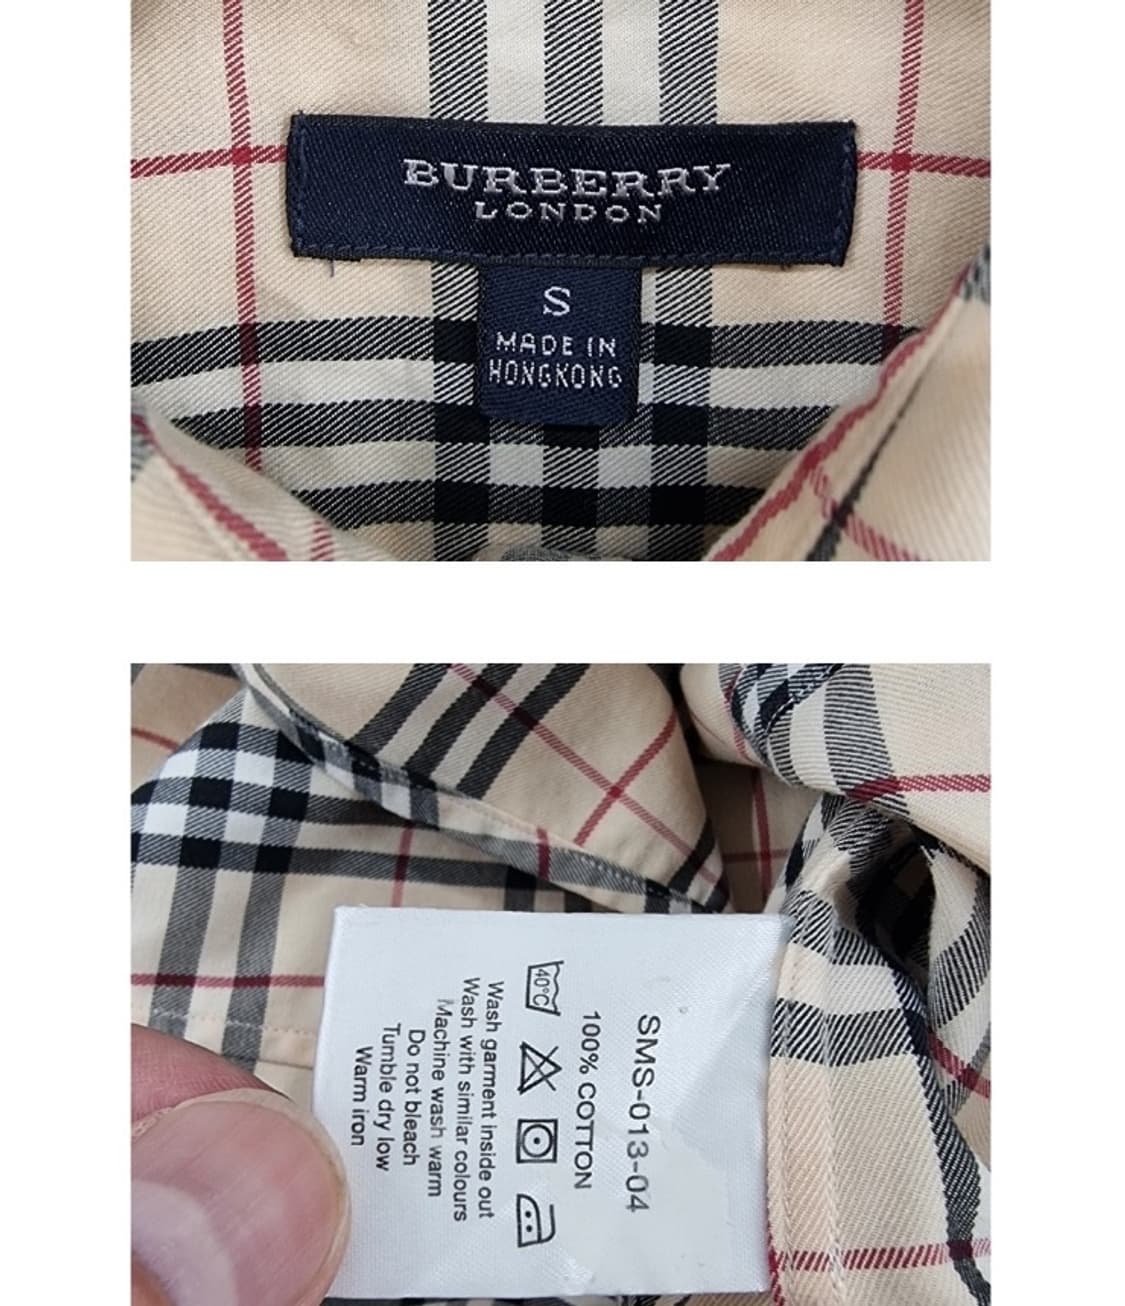 BURBERRY
LONDON
S
MADE IN
HONGKONG
SMS-013-04
100% COTTON
40°C
Wash garment inside out
Wash with similar colours
Machine wash warm
Do not bleach
Tumble dry low
Warm iron